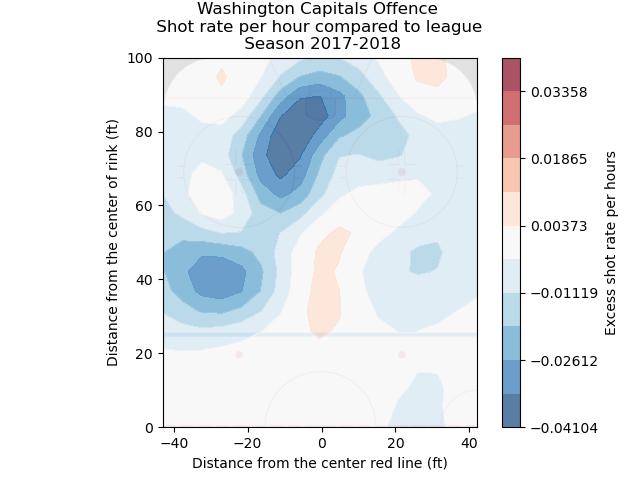 Washington Capitals Offence
Shot rate per hour compared to league
Season 2017-2018
100
80
60
40
20
0
Distance from the center of rink (ft)
−40
−20
0
20
40
Distance from the center red line (ft)
0.03358
0.01865
0.00373
−0.01119
−0.02612
−0.04104
Excess shot rate per hours